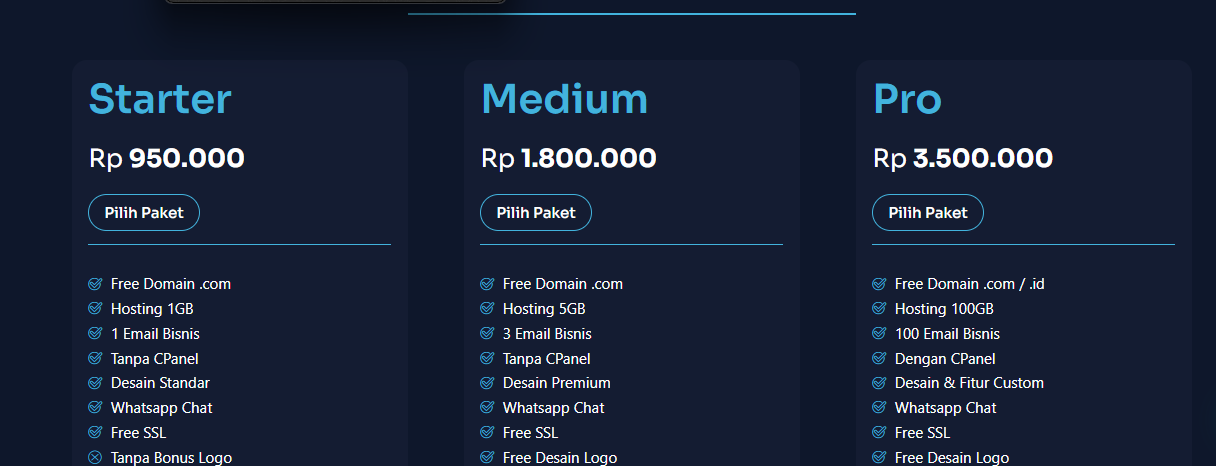 Starter
Rp 950.000
Pilih Paket
Free Domain .com
Hosting 1GB
1 Email Bisnis
Tanpa CPanel
Desain Standar
Whatsapp Chat
Free SSL
Tanpa Bonus Logo
Medium
Rp 1.800.000
Pilih Paket
Free Domain .com
Hosting 5GB
3 Email Bisnis
Tanpa CPanel
Desain Premium
Whatsapp Chat
Free SSL
Free Desain Logo
Pro
Rp 3.500.000
Pilih Paket
Free Domain .com / .id
Hosting 100GB
100 Email Bisnis
Dengan CPanel
Desain & Fitur Custom
Whatsapp Chat
Free SSL
Free Desain Logo